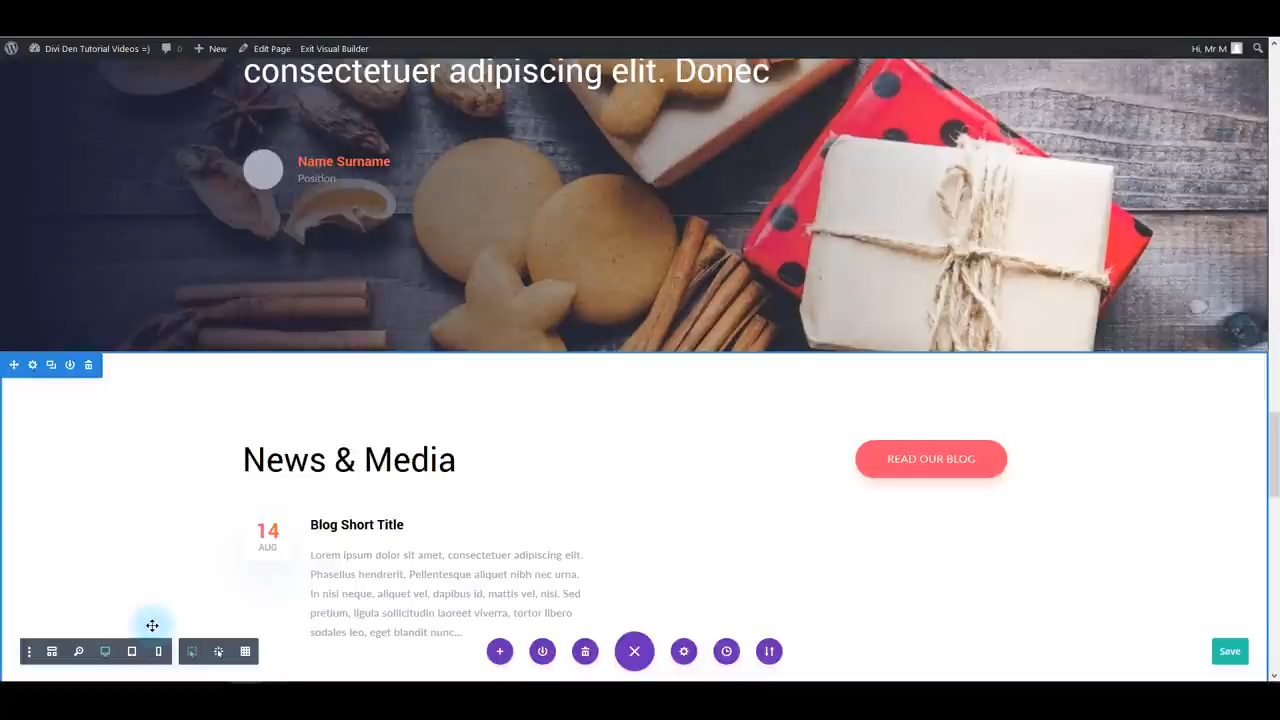 Divi Den Tutorial Videos =) 0 New Edit Page Exit Visual Builder Hi, Mr M
consectetuer adipiscing elit. Donec
Name Surname
Position
News & Media
READ OUR BLOG
14
AUG
Blog Short Title
Lorem ipsum dolor sit amet, consectetuer adipiscing elit.
Phasellus hendrerit. Pellentesque aliquet nibh nec urna.
In nisi neque, aliquet vel, dapibus id, mattis vel, nisi. Sed
pretium, ligula sollicitudin laoreet viverra, tortor libero
sodales leo, eget blandit nunc...
Save